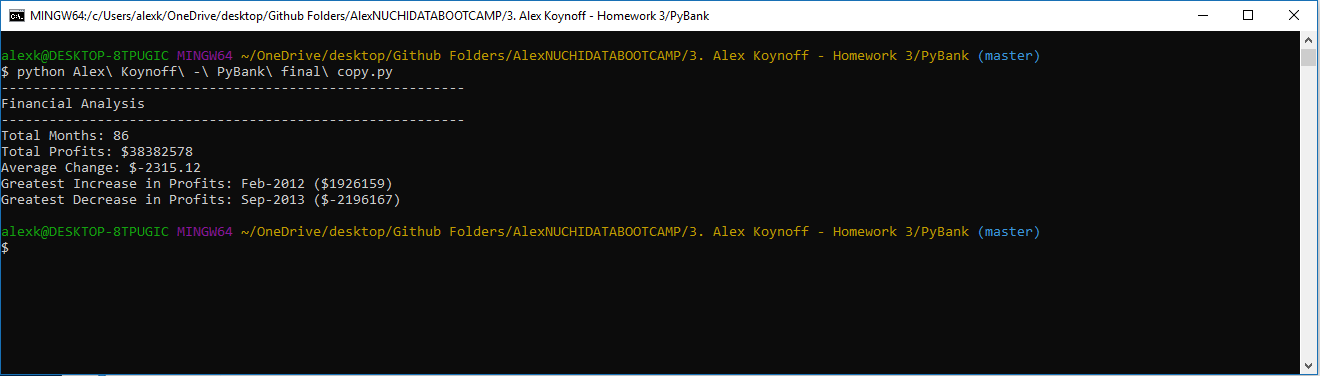 MINGW64:/c/Users/alexk/OneDrive/desktop/Github Folders/AlexNUCHIDATABOOTCAMP/3. Alex Koynoff - Homework 3/PyBank
alexk@DESKTOP-8TPUGIC MINGW64 ~/OneDrive/desktop/Github Folders/AlexNUCHIDATABOOTCAMP/3. Alex Koynoff - Homework 3/PyBank (master)
$ python Alex\ Koynoff\ -\ PyBank\ final\ copy.py
----------------------------------------------------------
Financial Analysis
----------------------------------------------------------
Total Months: 86
Total Profits: $38382578
Average Change: $-2315.12
Greatest Increase in Profits: Feb-2012 ($1926159)
Greatest Decrease in Profits: Sep-2013 ($-2196167)
alexk@DESKTOP-8TPUGIC MINGW64 ~/OneDrive/desktop/Github Folders/AlexNUCHIDATABOOTCAMP/3. Alex Koynoff - Homework 3/PyBank (master)
$